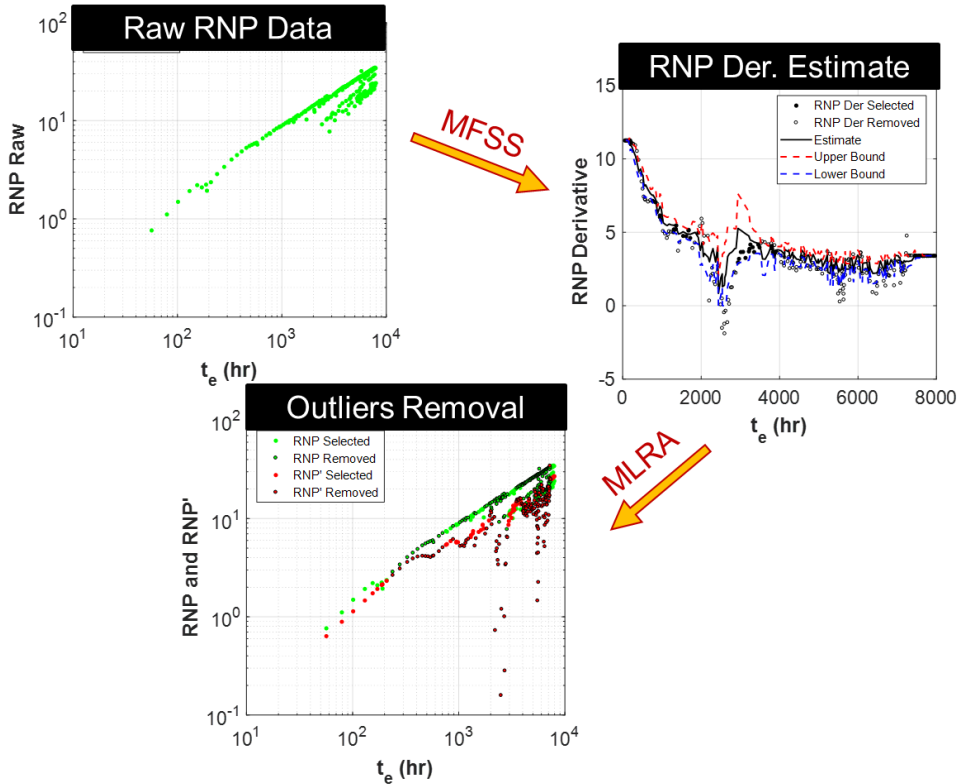 Raw RNP Data
RNP Raw
10²
10¹
10⁰
10⁻¹
10¹ 10² 10³ 10⁴
tₑ (hr)
MFSS
RNP Der. Estimate
RNP Derivative
15
10
5
0
-5
0 2000 4000 6000 8000
tₑ (hr)
RNP Der Selected
RNP Der Removed
Estimate
Upper Bound
Lower Bound
MLRA
Outliers Removal
RNP and RNP'
10²
10¹
10⁰
10⁻¹
10¹ 10² 10³ 10⁴
tₑ (hr)
RNP Selected
RNP Removed
RNP' Selected
RNP' Removed